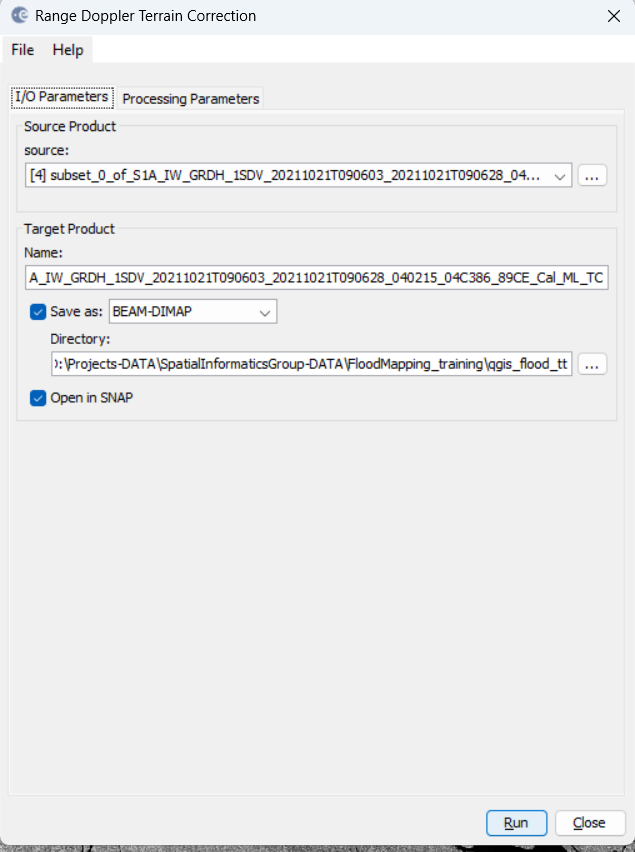 Range Doppler Terrain Correction
File Help
I/O Parameters Processing Parameters
Source Product
source:
[4] subset_0_of_S1A_IW_GRDH_1SDV_20211021T090603_20211021T090628_04... ...
Target Product
Name:
A_IW_GRDH_1SDV_20211021T090603_20211021T090628_040215_04C386_89CE_Cal_ML_TC
Save as: BEAM-DIMAP
Directory:
):\Projects-DATA\SpatialInformaticsGroup-DATA\FloodMapping_training\qgis_flood_tt ...
Open in SNAP
Run Close